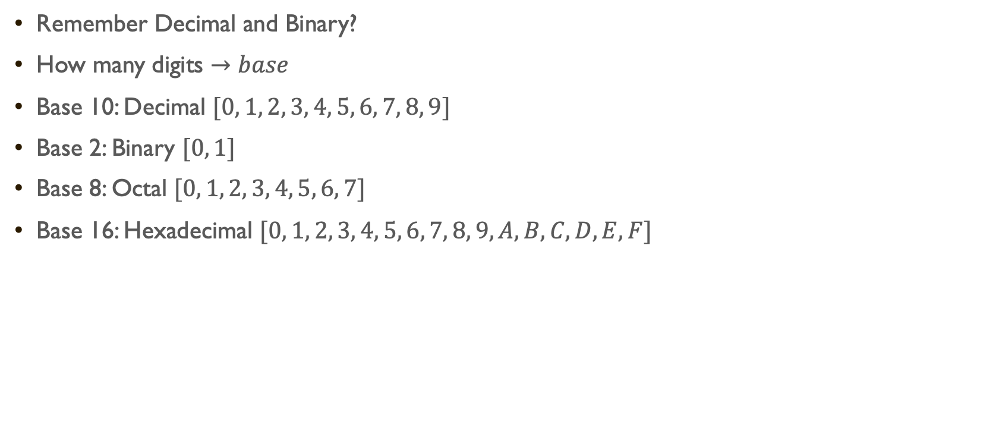 • Remember Decimal and Binary?
• How many digits → base
• Base 10: Decimal [0, 1, 2, 3, 4, 5, 6, 7, 8, 9]
• Base 2: Binary [0, 1]
• Base 8: Octal [0, 1, 2, 3, 4, 5, 6, 7]
• Base 16: Hexadecimal [0, 1, 2, 3, 4, 5, 6, 7, 8, 9, A, B, C, D, E, F]